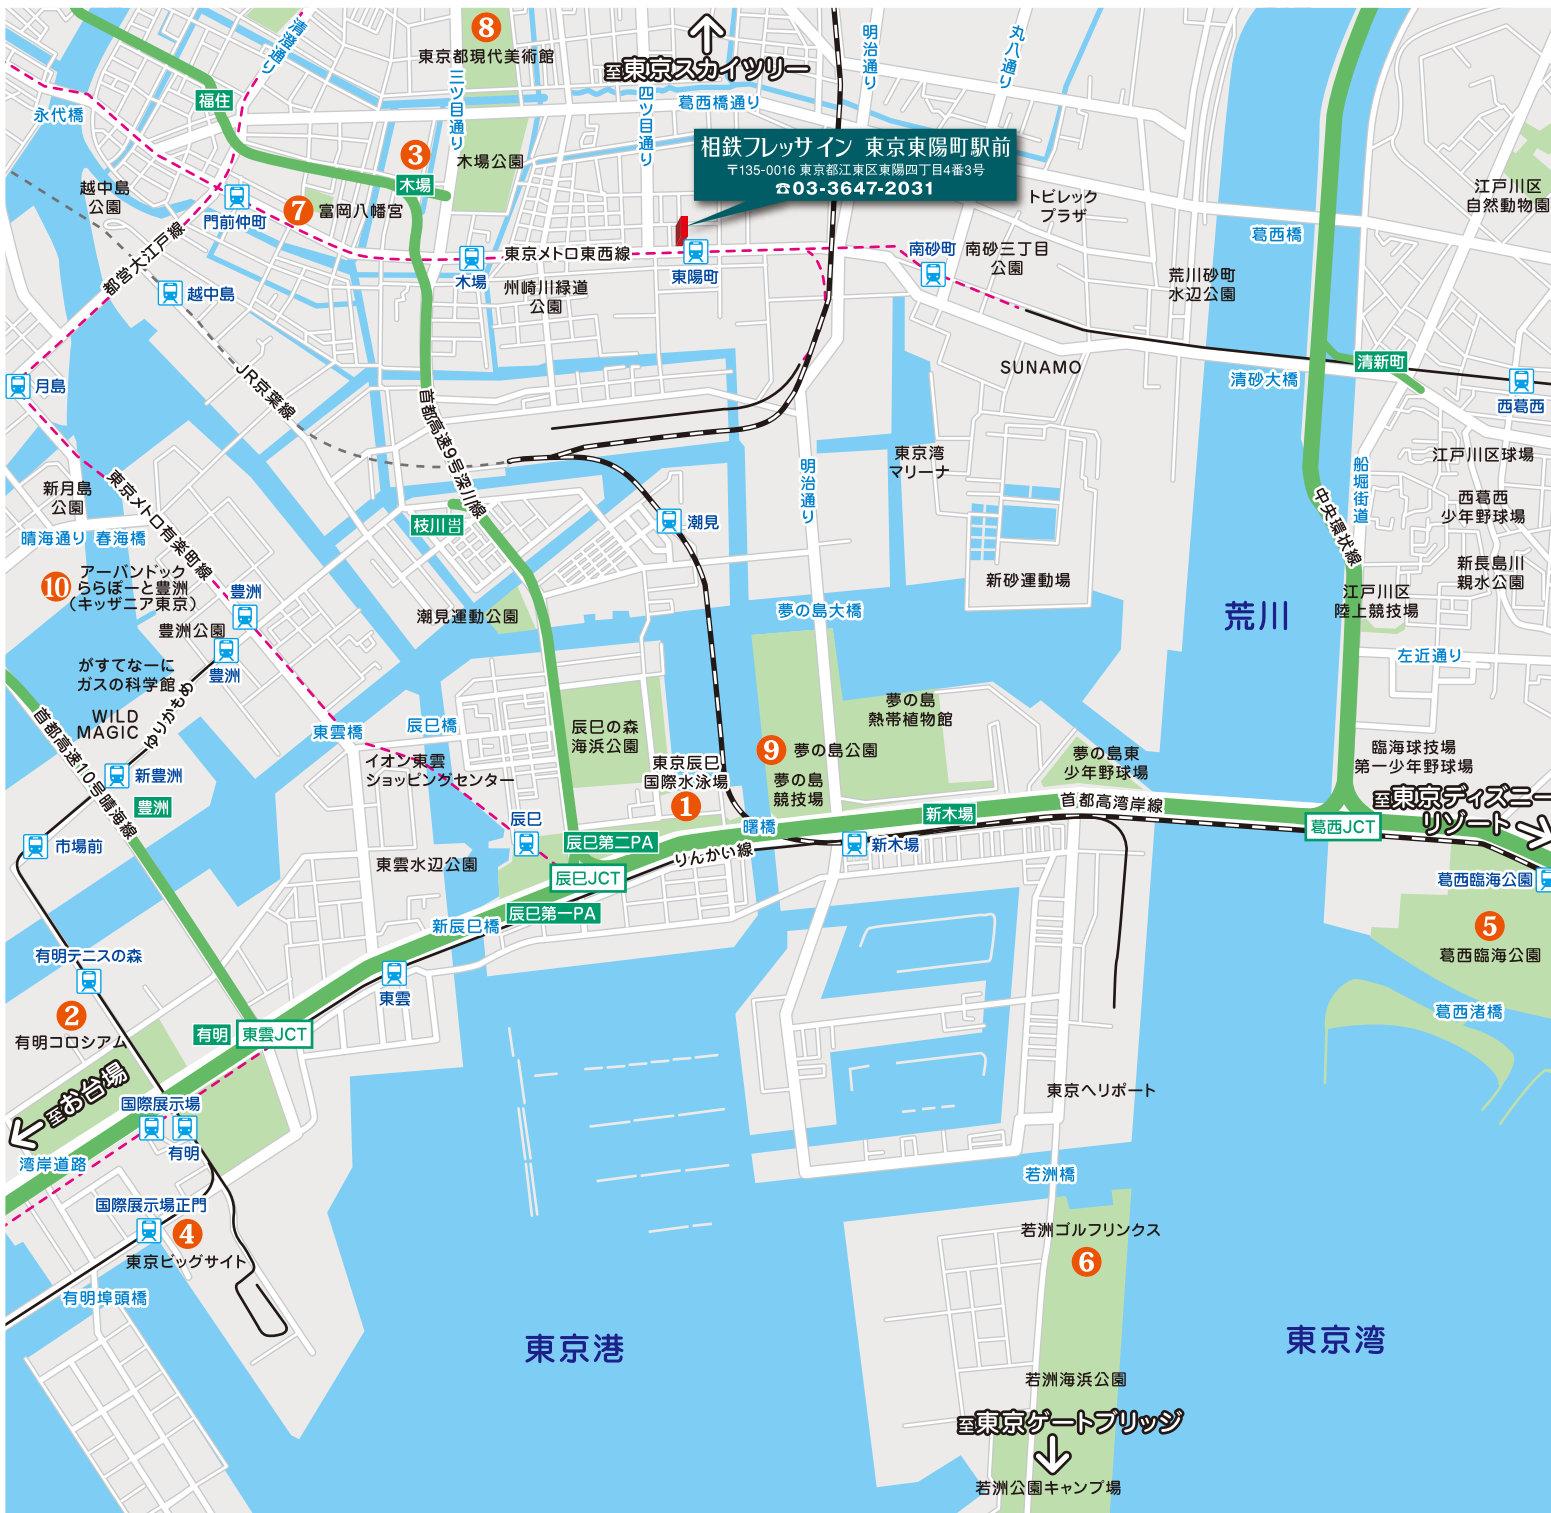 清澄通り
8
東京都現代美術館
三ツ目通り
至東京スカイツリー
四ツ目通り
明治通り
丸八通り
葛西橋通り
福住
永代橋
相鉄フレッサイン 東京東陽町駅前
〒135-0016 東京都江東区東陽四丁目4番3号
☎03-3647-2031
3
木場
木場公園
越中島
公園
門前仲町
7
富岡八幡宮
都営大江戸線
木場
東京メトロ東西線
東陽町
州崎川緑道
公園
越中島
南砂町
南砂三丁目
公園
トビレック
プラザ
荒川砂町
水辺公園
葛西橋
江戸川区
自然動物園
月島
JR京葉線
首都高速9号深川線
SUNAMO
清砂大橋
清新町
西葛西
東京湾
マリーナ
明治通り
船堀街道
中央環状線
江戸川区球場
西葛西
少年野球場
新長島川
親水公園
新月島
公園
晴海通り
春海橋
東京メトロ有楽町線
枝川
潮見
10
アーバンドック
ららぽーと豊洲
(キッザニア東京)
豊洲
豊洲公園
豊洲
潮見運動公園
新砂運動場
夢の島大橋
荒川
江戸川区
陸上競技場
左近通り
がすてなーに
ガスの科学館
WILD
MAGIC
ゆりかもめ
首都高速10号晴海線
東雲橋
辰巳橋
イオン東雲
ショッピングセンター
辰巳の森
海浜公園
東京辰巳
国際水泳場
1
9
夢の島公園
夢の島
熱帯植物館
夢の島
競技場
夢の島東
少年野球場
臨海球技場
第一少年野球場
至東京ディズニー
リゾート
新豊洲
豊洲
市場前
辰巳
辰巳第二PA
曙橋
新木場
首都高湾岸線
葛西JCT
東雲水辺公園
辰巳JCT
りんかい線
新木場
葛西臨海公園
辰巳第一PA
新辰巳橋
5
葛西臨海公園
有明テニスの森
東雲
2
有明コロシアム
有明
東雲JCT
葛西渚橋
至お台場
国際展示場
有明
湾岸道路
東京ヘリポート
若洲橋
国際展示場正門
4
東京ビッグサイト
若洲ゴルフリンクス
6
有明埠頭橋
東京港
東京湾
若洲海浜公園
至東京ゲートブリッジ
若洲公園キャンプ場